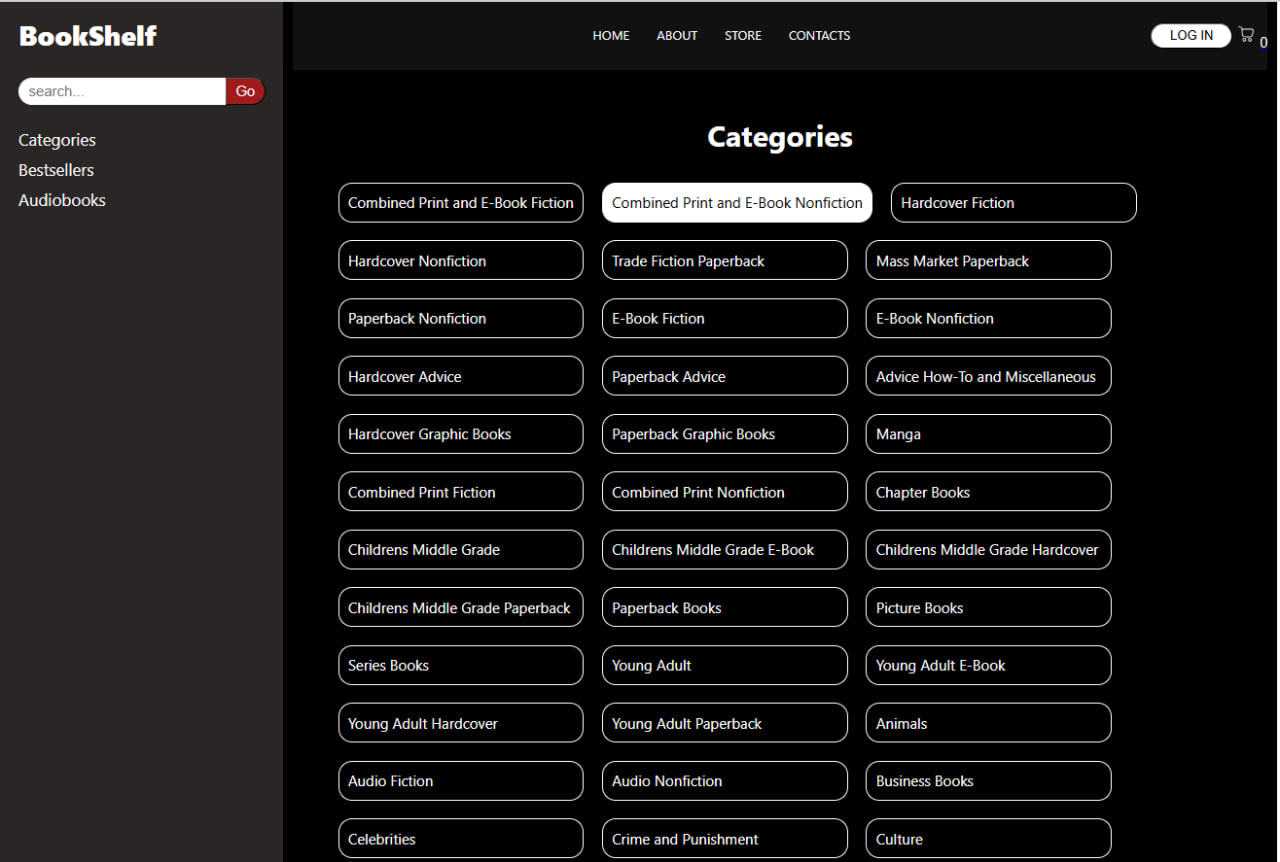 BookShelf
search...
Go
Categories
Bestsellers
Audiobooks
HOME ABOUT STORE CONTACTS
LOG IN
0
Categories
Combined Print and E-Book Fiction
Combined Print and E-Book Nonfiction
Hardcover Fiction
Hardcover Nonfiction
Trade Fiction Paperback
Mass Market Paperback
Paperback Nonfiction
E-Book Fiction
E-Book Nonfiction
Hardcover Advice
Paperback Advice
Advice How-To and Miscellaneous
Hardcover Graphic Books
Paperback Graphic Books
Manga
Combined Print Fiction
Combined Print Nonfiction
Chapter Books
Childrens Middle Grade
Childrens Middle Grade E-Book
Childrens Middle Grade Hardcover
Childrens Middle Grade Paperback
Paperback Books
Picture Books
Series Books
Young Adult
Young Adult E-Book
Young Adult Hardcover
Young Adult Paperback
Animals
Audio Fiction
Audio Nonfiction
Business Books
Celebrities
Crime and Punishment
Culture